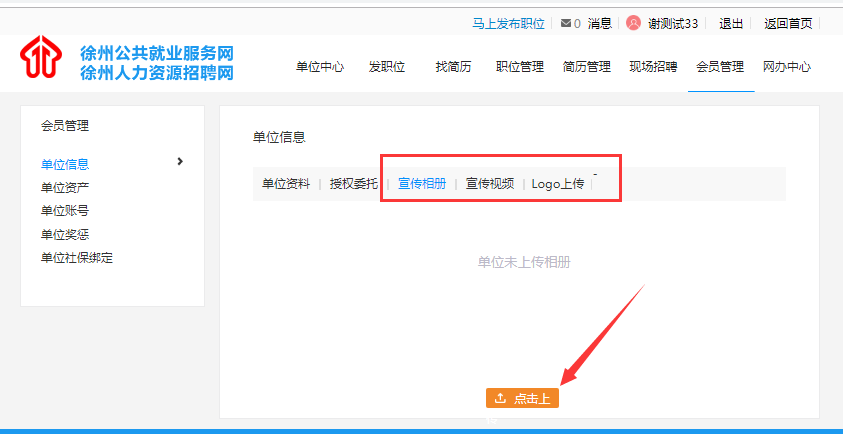 马上发布职位 0 消息 谢测试33 退出 返回首页
徐州公共就业服务网
徐州人力资源招聘网
单位中心 发职位 找简历 职位管理 简历管理 现场招聘 会员管理 网办中心
会员管理
单位信息
单位资产
单位账号
单位奖惩
单位社保绑定
单位信息
单位资料 | 授权委托 | 宣传相册 | 宣传视频 | Logo上传 |
单位未上传相册
点击上